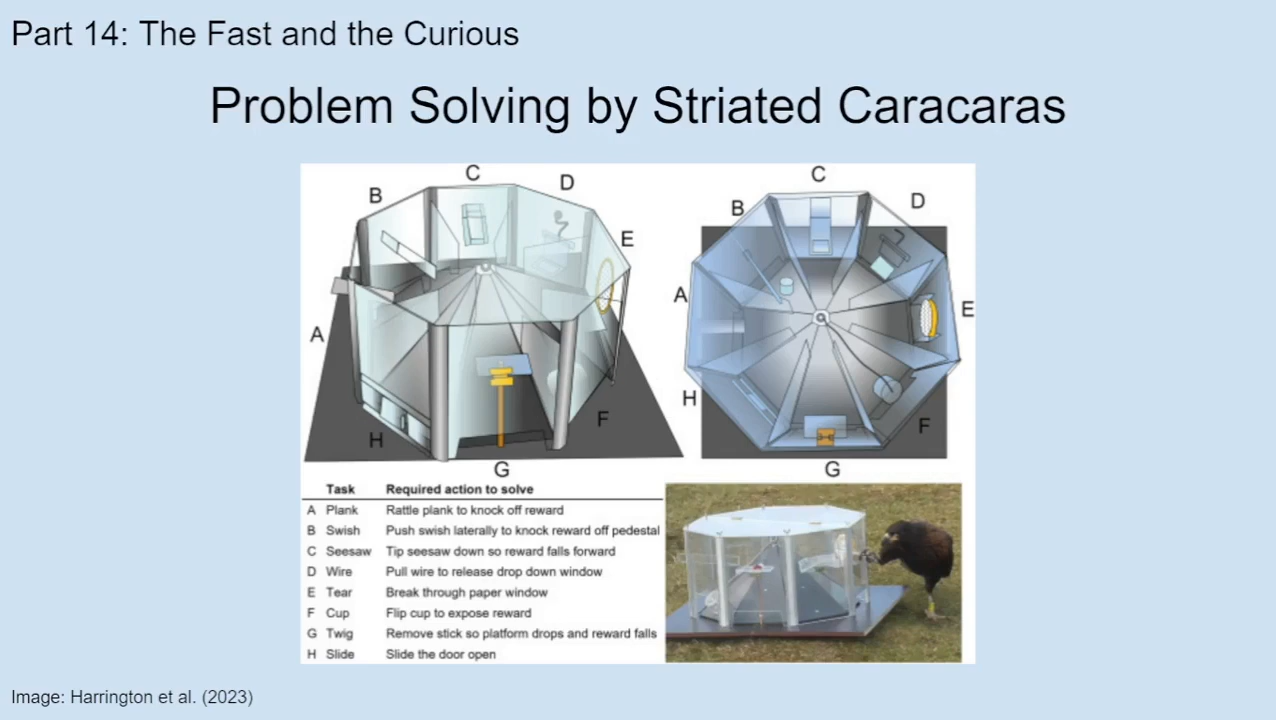 Part 14: The Fast and the Curious
Problem Solving by Striated Caracaras
C
B
D
E
A
H
F
G
C
B
D
A
E
H
F
G
Task Required action to solve
A Plank Rattle plank to knock off reward
B Swish Push swish laterally to knock reward off pedestal
C Seesaw Tip seesaw down so reward falls forward
D Wire Pull wire to release drop down window
E Tear Break through paper window
F Cup Flip cup to expose reward
G Twig Remove stick so platform drops and reward falls
H Slide Slide the door open
Image: Harrington et al. (2023)